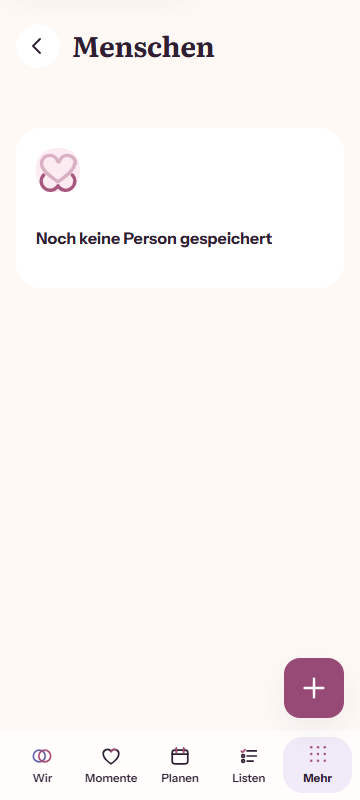 Menschen
Noch keine Person gespeichert
Wir
Momente
Planen
Listen
Mehr